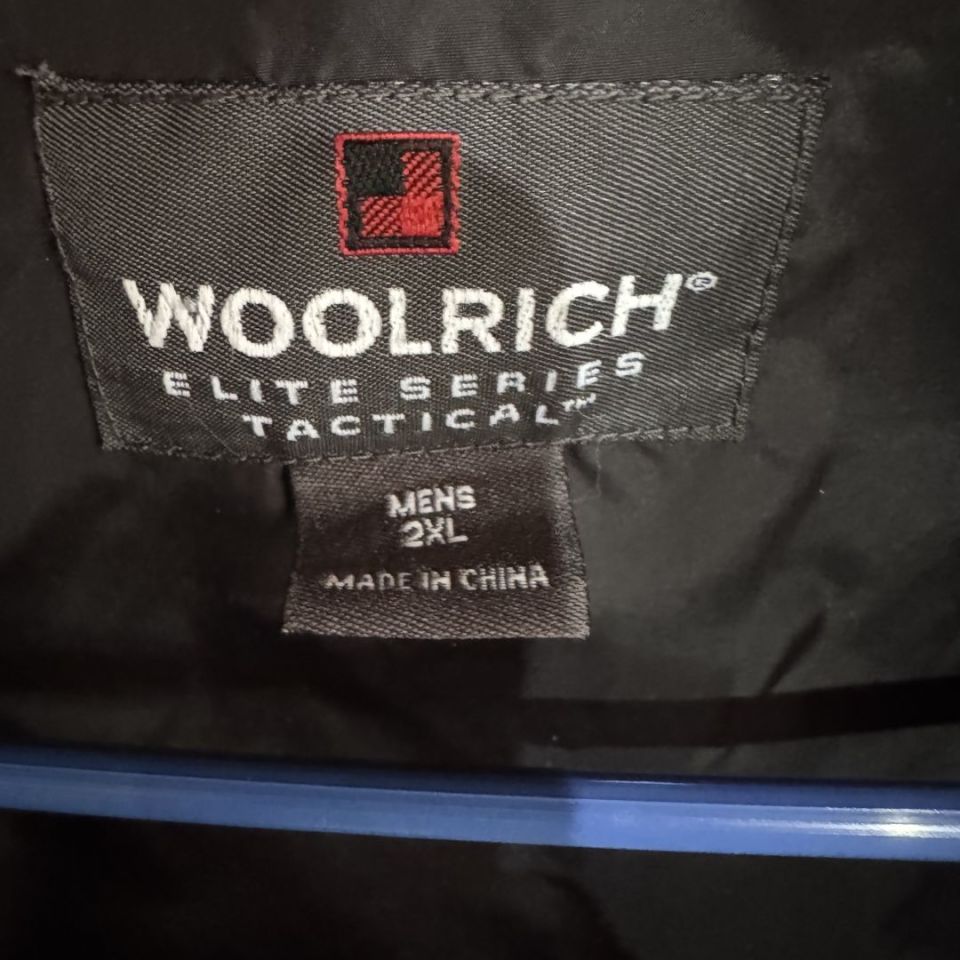 WOOLRICH®
ELITE SERIES
TACTICAL™
MENS
2XL
MADE IN CHINA